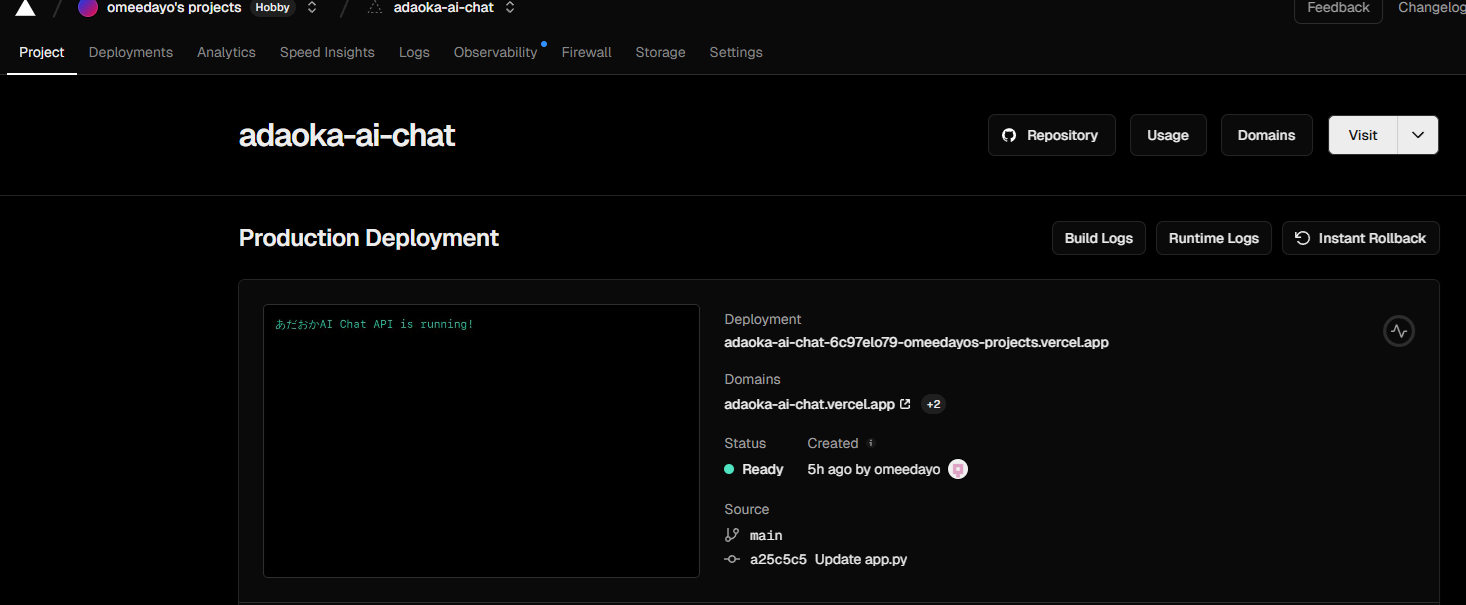 omeedayo's projects Hobby adaoka-ai-chat Feedback Changelog
Project Deployments Analytics Speed Insights Logs Observability Firewall Storage Settings
adaoka-ai-chat Repository Usage Domains Visit
Production Deployment Build Logs Runtime Logs Instant Rollback
あだおかAI Chat API is running!
Deployment
adaoka-ai-chat-6c97elo79-omeedayos-projects.vercel.app
Domains
adaoka-ai-chat.vercel.app +2
Status Created
Ready 5h ago by omeedayo
Source
main
a25c5c5 Update app.py